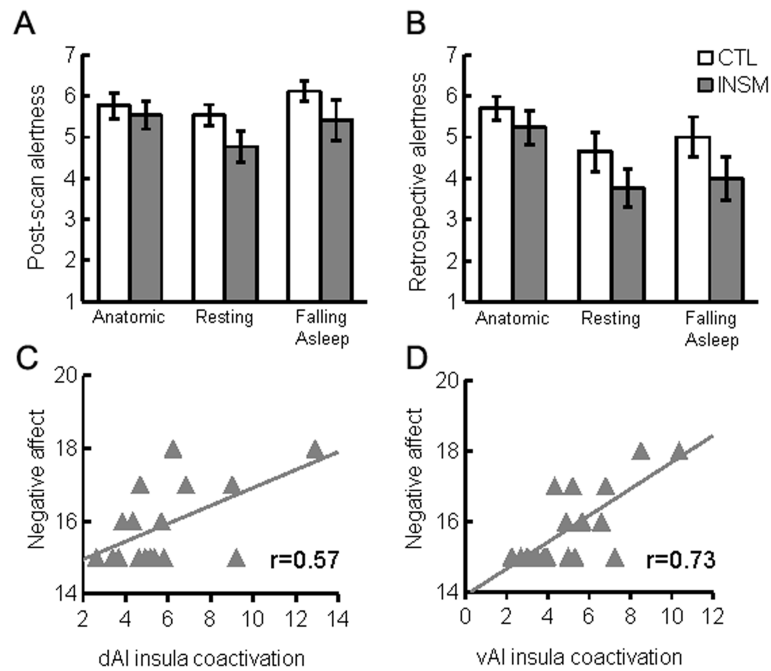 A
B
CTL
INSM
Post-scan alertness
7
6
5
4
3
2
1
Anatomic Resting Falling Asleep
Retrospective alertness
7
6
5
4
3
2
1
Anatomic Resting Falling Asleep
C
Negative affect
20
18
16
14
r=0.57
2 4 6 8 10 12 14
dAI insula coactivation
D
Negative affect
20
18
16
14
r=0.73
0 2 4 6 8 10 12
vAI insula coactivation